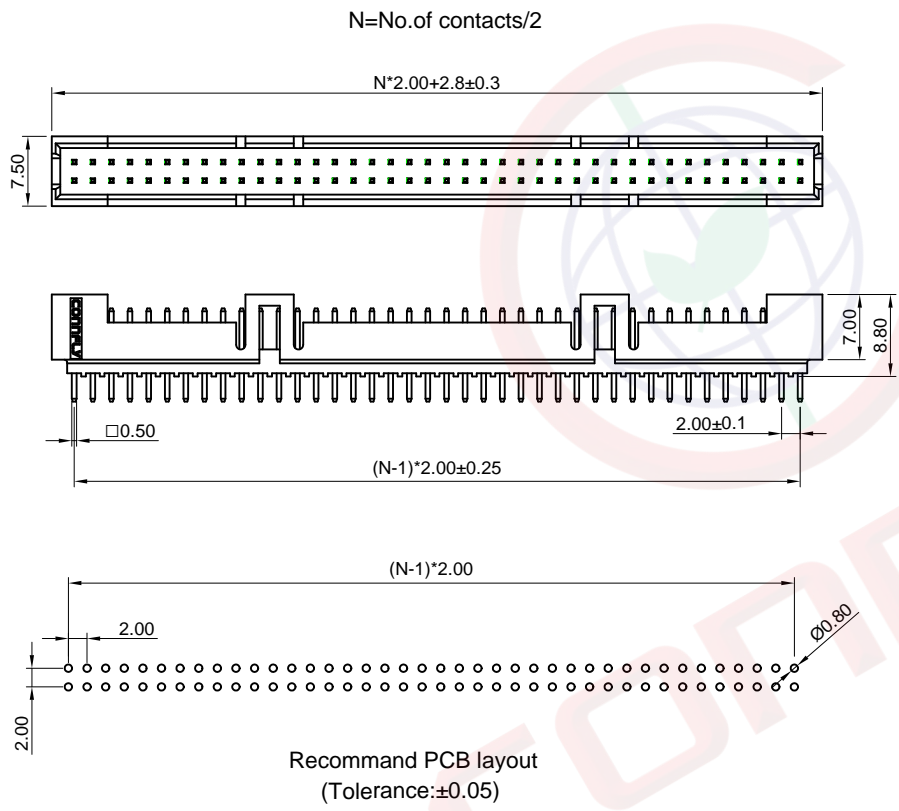 N=No.of contacts/2
N*2.00+2.8±0.3
7.50
CONNFLY
7.00
8.80
□0.50
2.00±0.1
(N-1)*2.00±0.25
(N-1)*2.00
2.00
Ø0.80
2.00
Recommand PCB layout
(Tolerance:±0.05)